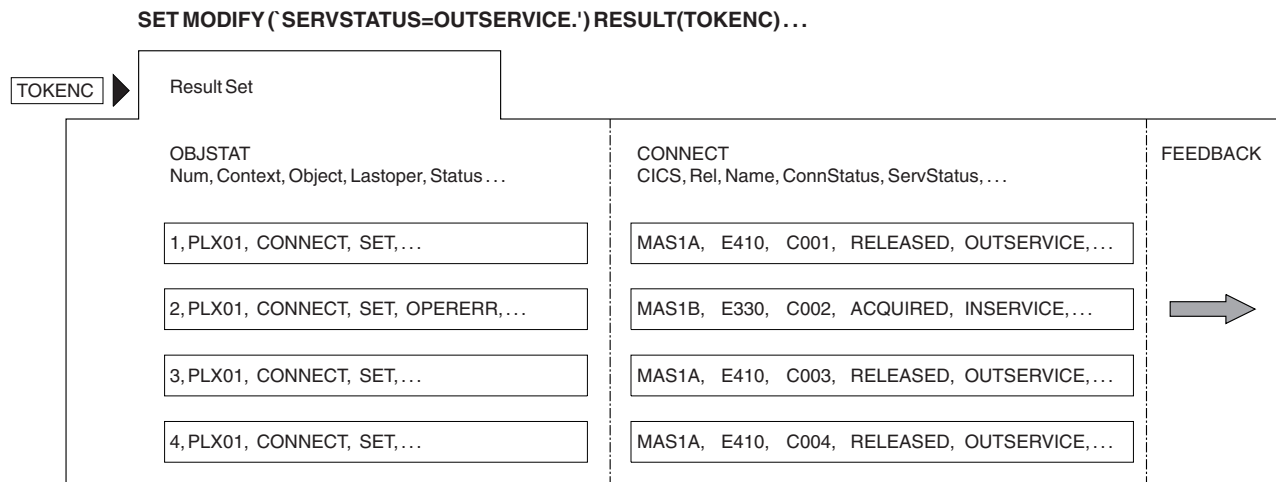 SET MODIFY (`SERVSTATUS=OUTSERVICE.') RESULT(TOKENC) . . .
TOKENC
Result Set
OBJSTAT
Num, Context, Object, Lastoper, Status . . .
CONNECT
CICS, Rel, Name, ConnStatus, ServStatus, . . .
FEEDBACK
1, PLX01, CONNECT, SET, . . .
MAS1A, E410, C001, RELEASED, OUTSERVICE, . . .
2, PLX01, CONNECT, SET, OPERERR, . . .
MAS1B, E330, C002, ACQUIRED, INSERVICE, . . .
3, PLX01, CONNECT, SET, . . .
MAS1A, E410, C003, RELEASED, OUTSERVICE, . . .
4, PLX01, CONNECT, SET, . . .
MAS1A, E410, C004, RELEASED, OUTSERVICE, . . .